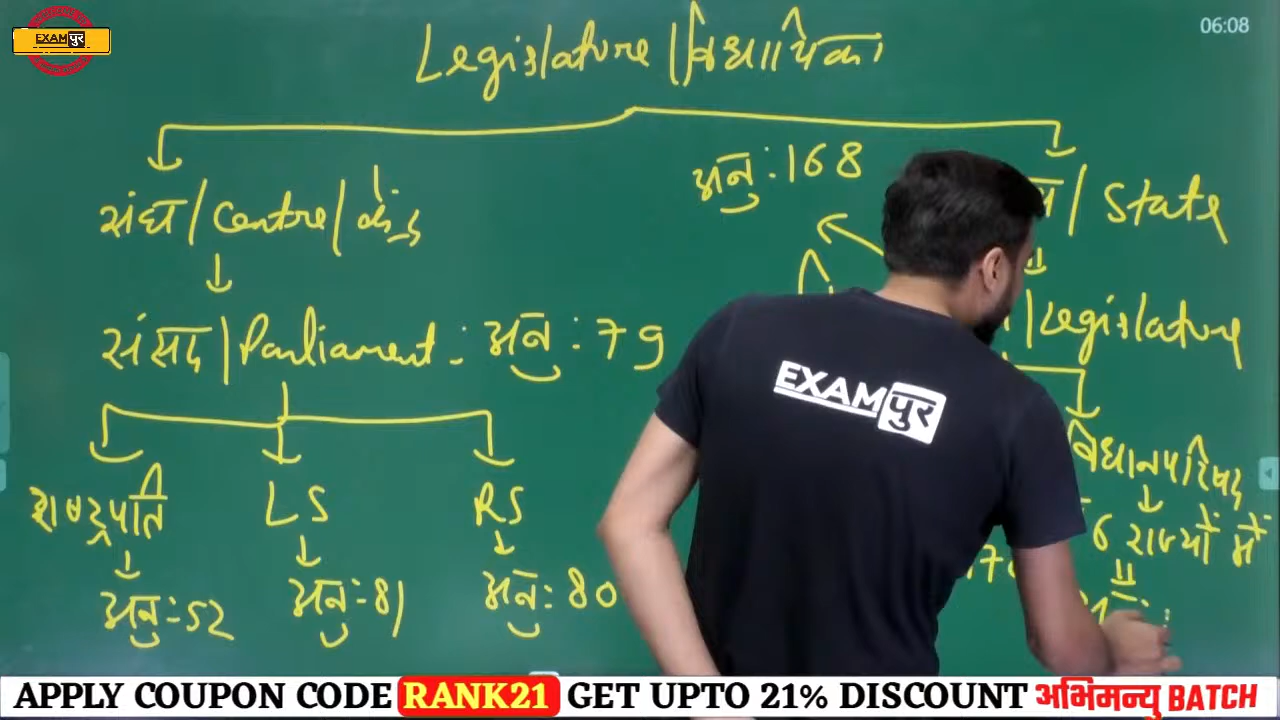 EXAMपुर
06:08
Legislature/विधायिका
अनु:168
संघ/Centre/केंद्र
/State
संसद/Parliament: अनु:79
/Legislature
EXAMपुर
राष्ट्रपति
LS
RS
विधानपरिषद
6 राज्यों में
अनु:52
अनु:81
अनु:80
APPLY COUPON CODE RANK21 GET UPTO 21% DISCOUNT अभिमन्यु BATCH